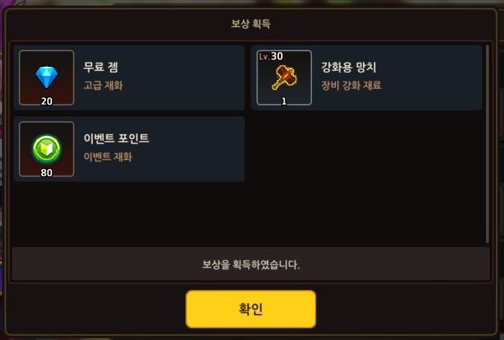 보상 획득
무료 젬
고급 재화
20
Lv.30
강화용 망치
장비 강화 재료
1
이벤트 포인트
이벤트 재화
80
보상을 획득하였습니다.
확인